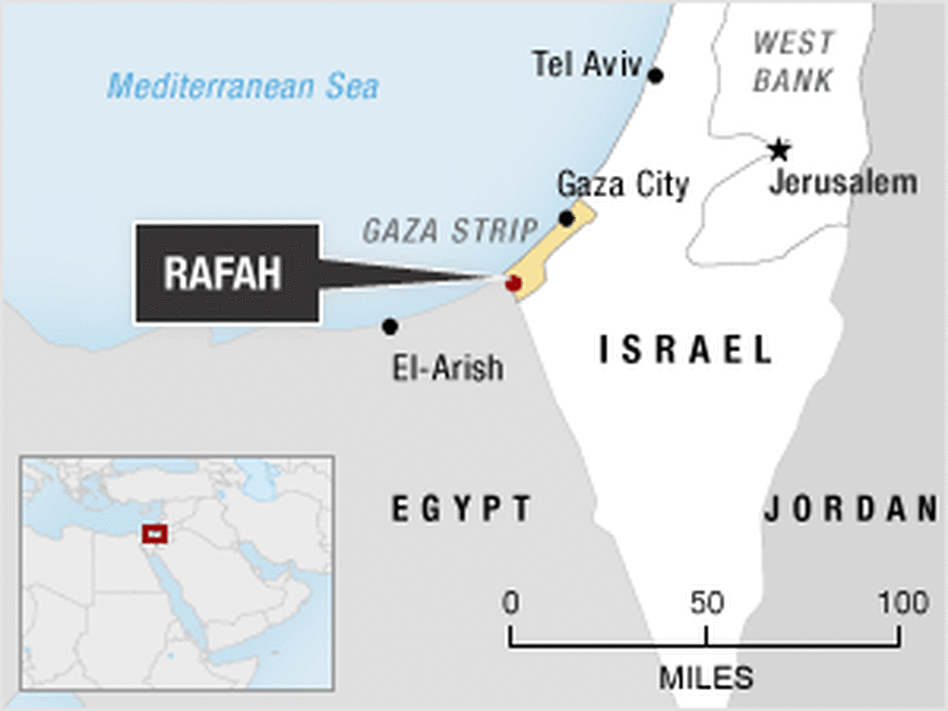 Tel Aviv
WEST
BANK
Mediterranean Sea
Jerusalem
Gaza City
GAZA STRIP
RAFAH
El-Arish
ISRAEL
EGYPT
JORDAN
0 50 100
MILES